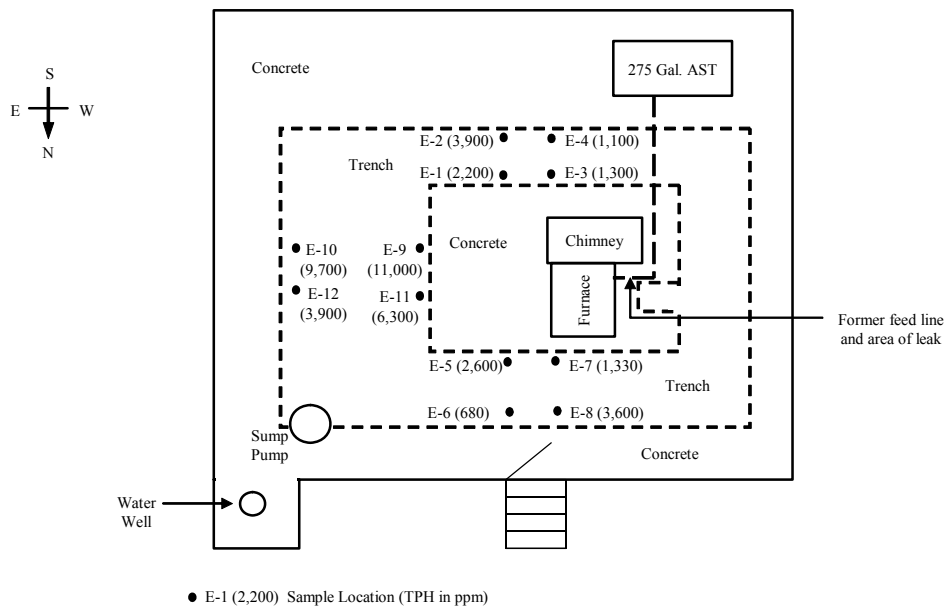 Concrete
275 Gal. AST
S
E W
N
E-2 (3,900)
E-4 (1,100)
Trench
E-1 (2,200)
E-3 (1,300)
Concrete
Chimney
E-10
(9,700)
E-9
(11,000)
E-12
(3,900)
E-11
(6,300)
Furnace
Former feed line
and area of leak
E-5 (2,600)
E-7 (1,330)
Trench
E-6 (680)
E-8 (3,600)
Sump
Pump
Concrete
Water
Well
E-1 (2,200) Sample Location (TPH in ppm)